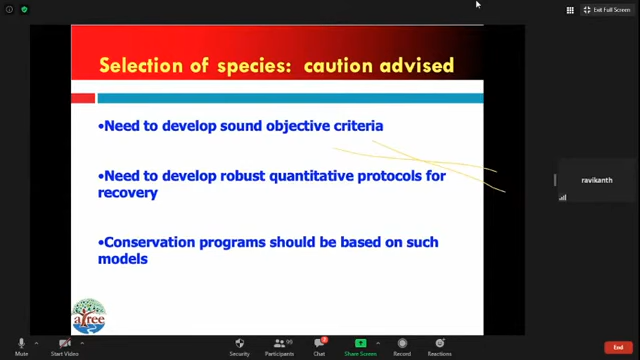 Exit Full Screen
Selection of species: caution advised
•Need to develop sound objective criteria
•Need to develop robust quantitative protocols for
recovery
•Conservation programs should be based on such
models
ravikanth
atree
Mute
Start Video
Security
Participants
99
Chat
2
Share Screen
Record
Reactions
End